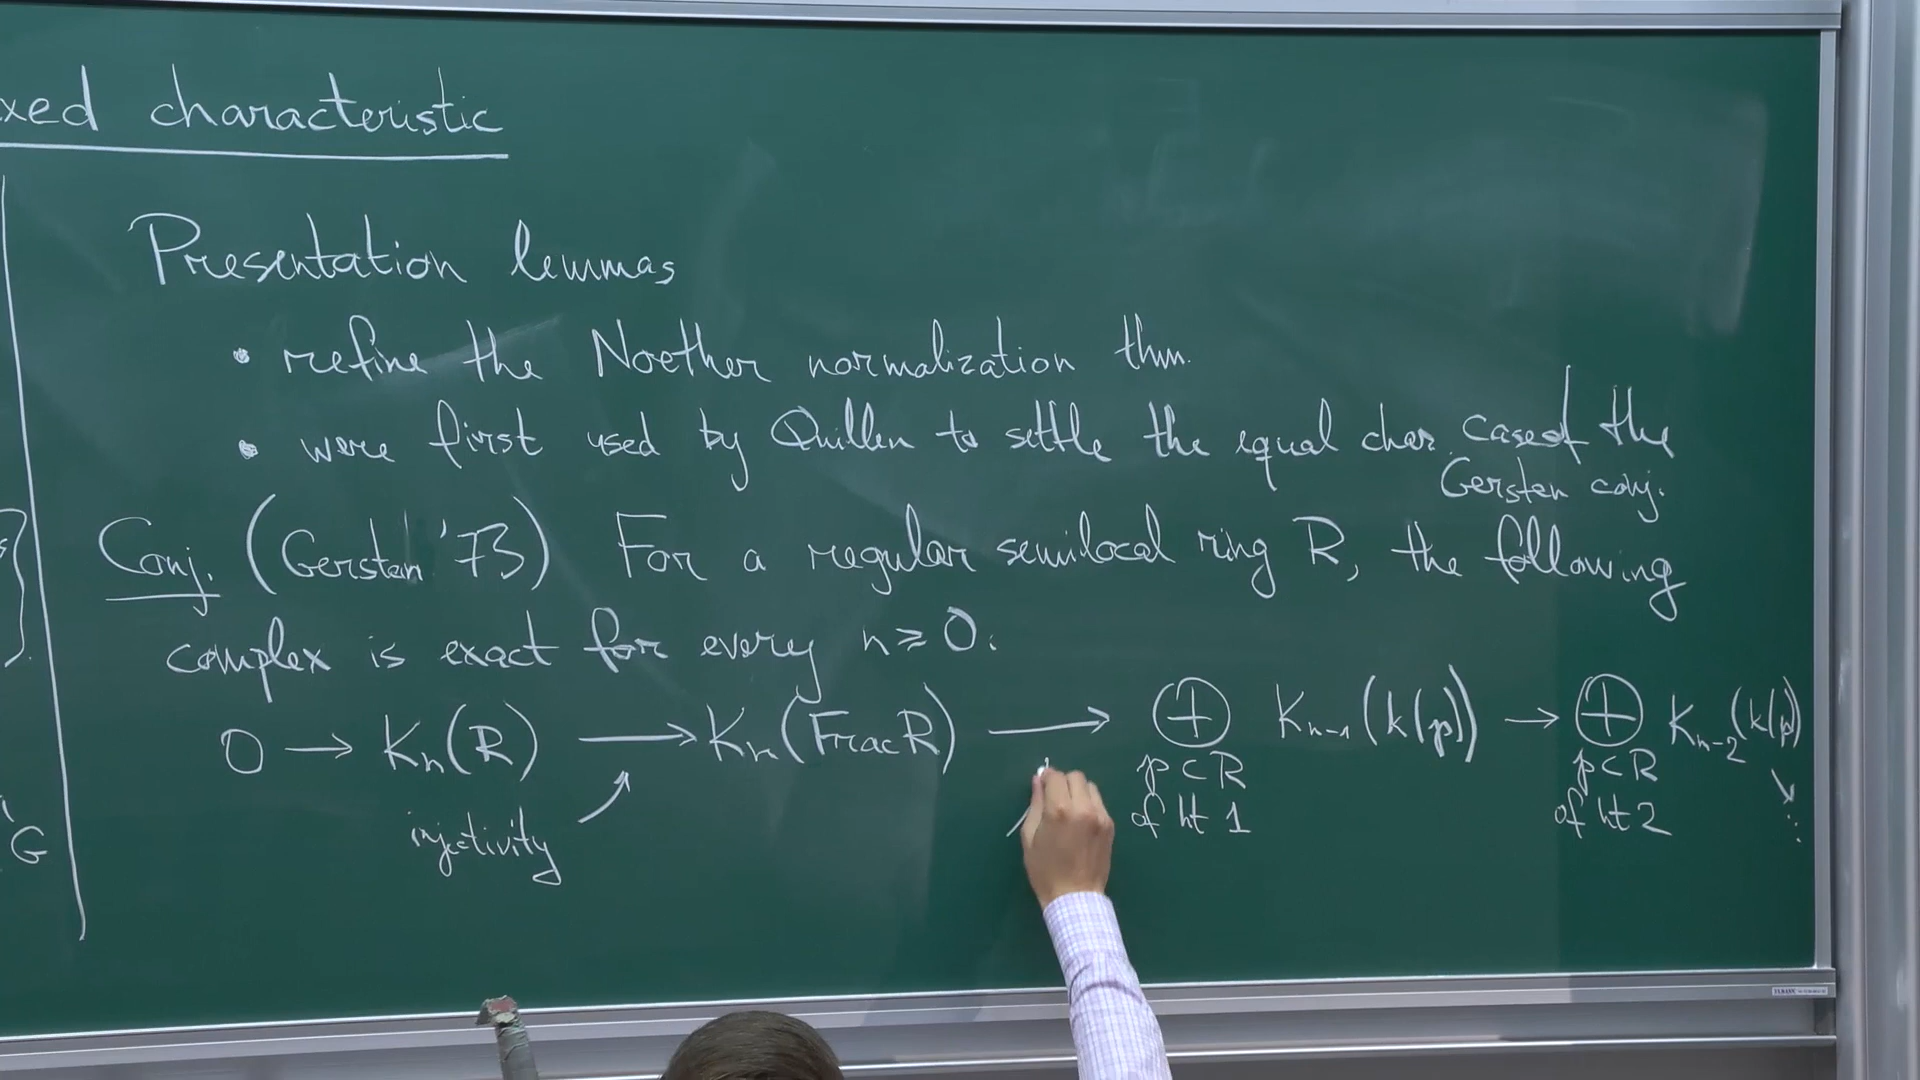 xed characteristic
Presentation lemmas
• refine the Noether normalization thm.
• were first used by Quillen to settle the equal char. case of the
Gersten conj.
Conj. (Gersten '73) For a regular semilocal ring R, the following
complex is exact for every n ≥ 0:
0 → Kₙ(R) → Kₙ(Frac R) → ⊕ Kₙ₋₁(k(p)) → ⊕ Kₙ₋₂(k(p))
p ⊂ R p ⊂ R
of ht 1 of ht 2
injectivity
G